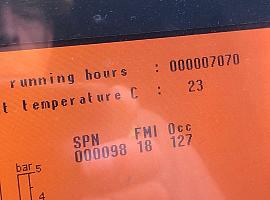 running hours : 000007070
t temperature C : 23
SPN FMI Occ
000098 18 127
bar 5
4